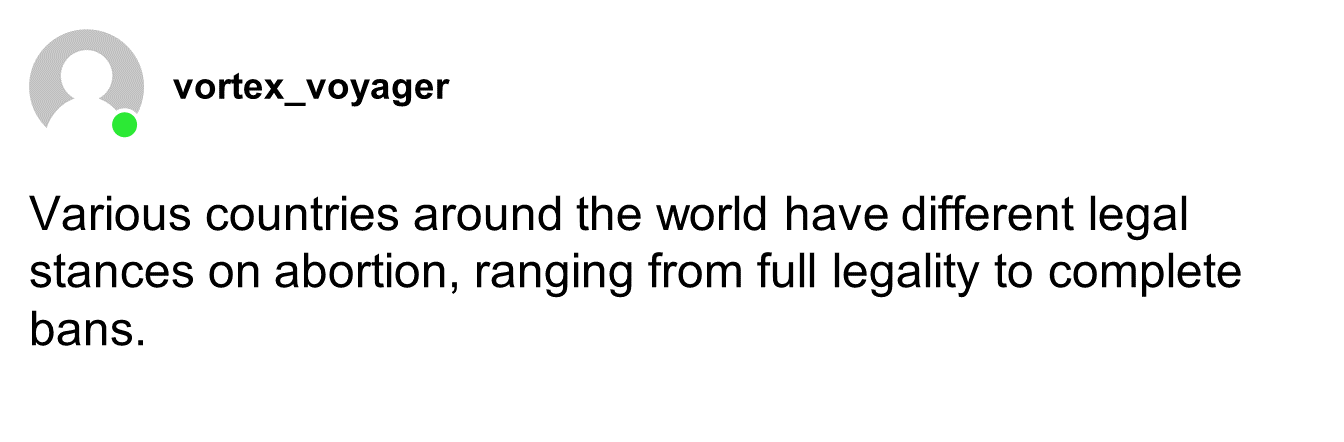 vortex_voyager
Various countries around the world have different legal
stances on abortion, ranging from full legality to complete
bans.